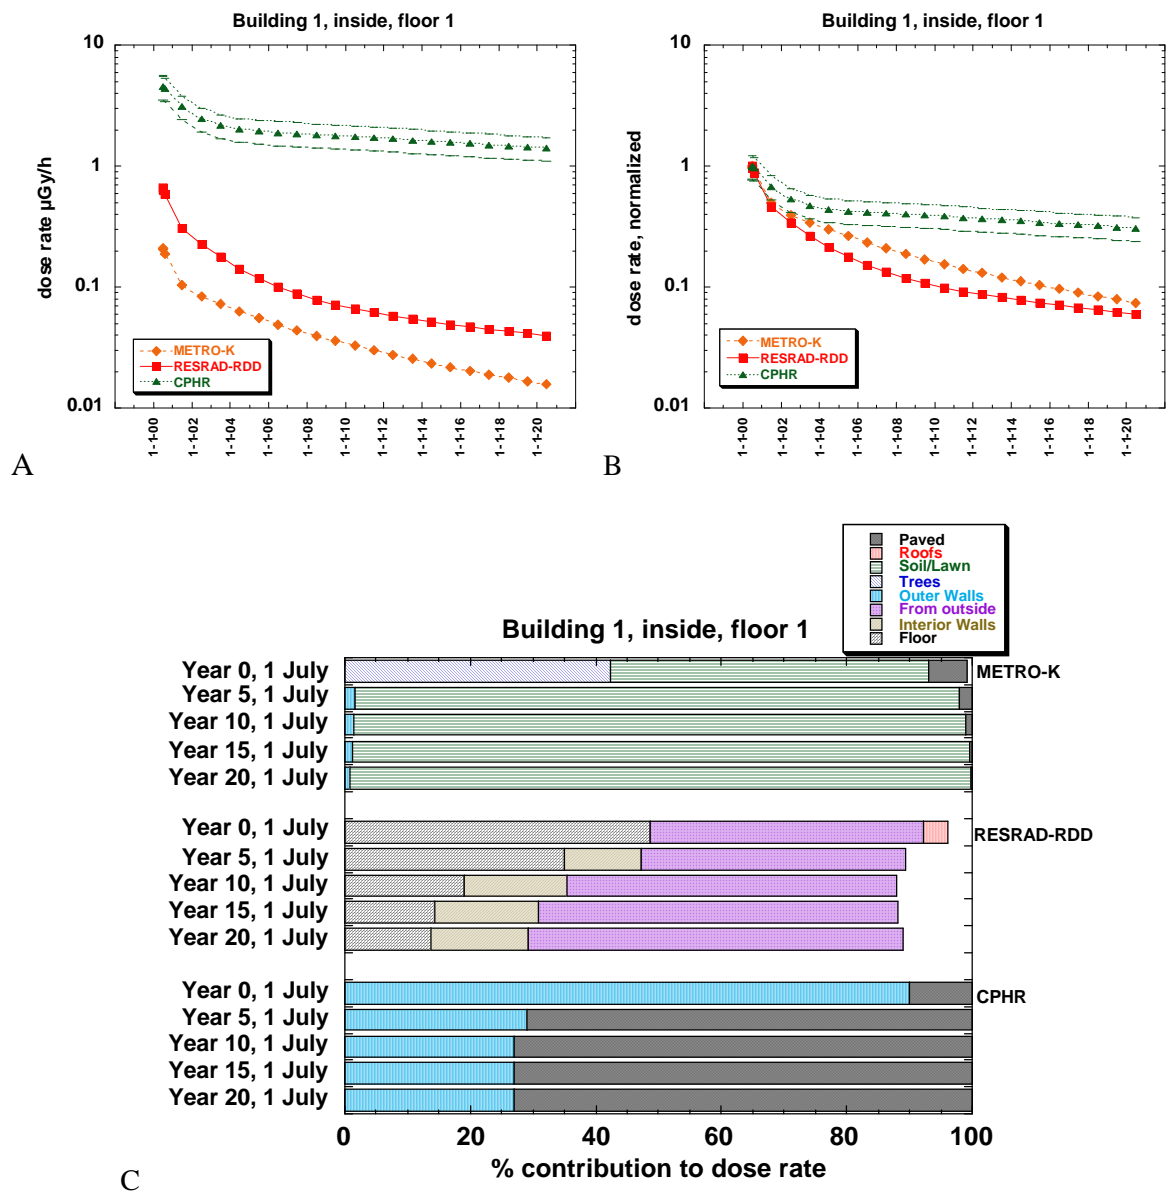 Building 1, inside, floor 1
10
1
0.1
0.01
dose rate µGy/h
METRO-K
RESRAD-RDD
CPHR
1-1-00
1-1-02
1-1-04
1-1-06
1-1-08
1-1-10
1-1-12
1-1-14
1-1-16
1-1-18
1-1-20
A
Building 1, inside, floor 1
10
1
0.1
0.01
dose rate, normalized
METRO-K
RESRAD-RDD
CPHR
1-1-00
1-1-02
1-1-04
1-1-06
1-1-08
1-1-10
1-1-12
1-1-14
1-1-16
1-1-18
1-1-20
B
Paved
Roofs
Soil/Lawn
Trees
Outer Walls
From outside
Interior Walls
Floor
Building 1, inside, floor 1
Year 0, 1 July
METRO-K
Year 5, 1 July
Year 10, 1 July
Year 15, 1 July
Year 20, 1 July
Year 0, 1 July
RESRAD-RDD
Year 5, 1 July
Year 10, 1 July
Year 15, 1 July
Year 20, 1 July
Year 0, 1 July
CPHR
Year 5, 1 July
Year 10, 1 July
Year 15, 1 July
Year 20, 1 July
0 20 40 60 80 100
% contribution to dose rate
C